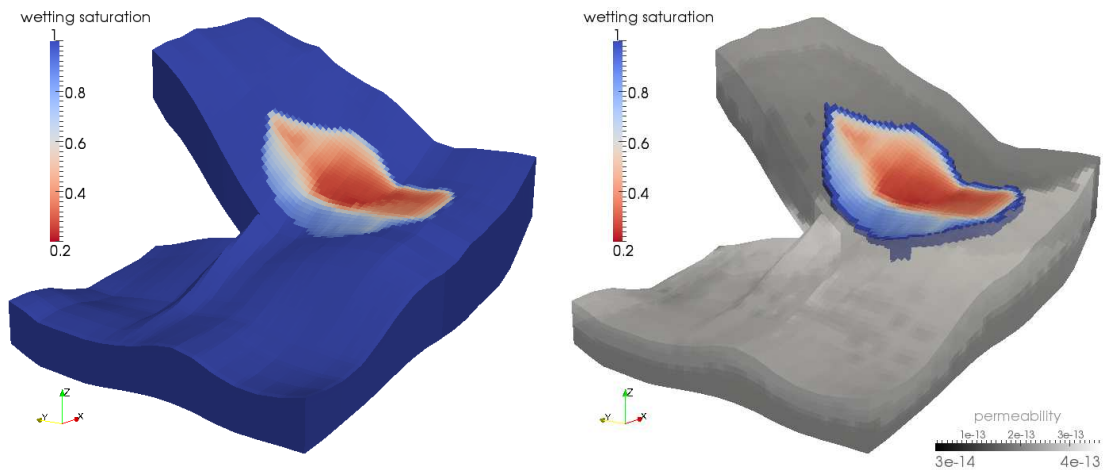 wetting saturation
1
0.8
0.6
0.4
0.2
Z
Y
X
wetting saturation
1
0.8
0.6
0.4
0.2
Z
Y
X
permeability
1e-13 2e-13 3e-13
3e-14 4e-13